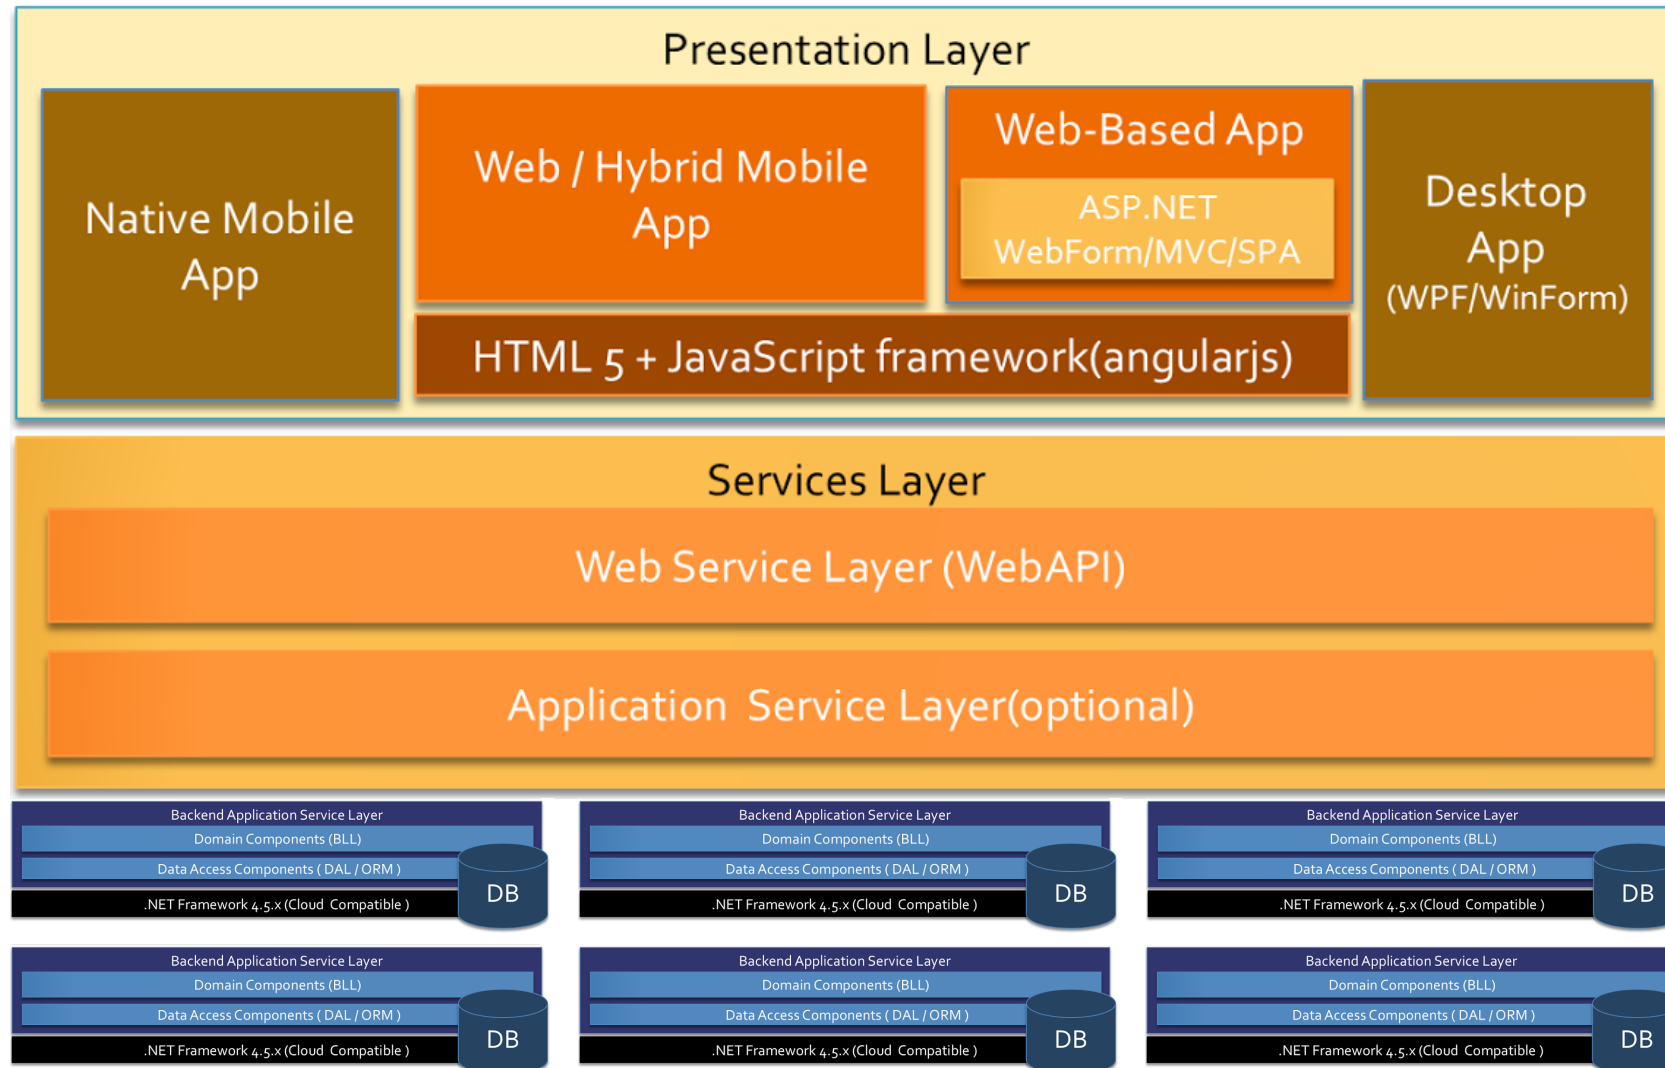 Presentation Layer
Native Mobile
App
Web / Hybrid Mobile
App
Web-Based App
ASP.NET
WebForm/MVC/SPA
Desktop
App
(WPF/WinForm)
HTML 5 + JavaScript framework(angularjs)
Services Layer
Web Service Layer (WebAPI)
Application  Service Layer(optional)
Backend Application Service Layer
Domain Components (BLL)
Data Access Components ( DAL / ORM )
.NET Framework 4.5.x (Cloud  Compatible )
DB
Backend Application Service Layer
Domain Components (BLL)
Data Access Components ( DAL / ORM )
.NET Framework 4.5.x (Cloud  Compatible )
DB
Backend Application Service Layer
Domain Components (BLL)
Data Access Components ( DAL / ORM )
.NET Framework 4.5.x (Cloud  Compatible )
DB
Backend Application Service Layer
Domain Components (BLL)
Data Access Components ( DAL / ORM )
.NET Framework 4.5.x (Cloud  Compatible )
DB
Backend Application Service Layer
Domain Components (BLL)
Data Access Components ( DAL / ORM )
.NET Framework 4.5.x (Cloud  Compatible )
DB
Backend Application Service Layer
Domain Components (BLL)
Data Access Components ( DAL / ORM )
.NET Framework 4.5.x (Cloud  Compatible )
DB